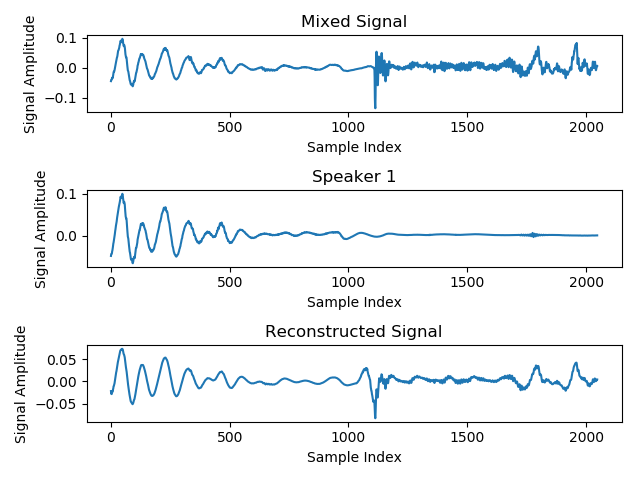 Mixed Signal
Signal Amplitude
0.1
0.0
−0.1
0
500
1000
1500
2000
Sample Index
Speaker 1
Signal Amplitude
0.1
0.0
0
500
1000
1500
2000
Sample Index
Reconstructed Signal
Signal Amplitude
0.05
0.00
−0.05
0
500
1000
1500
2000
Sample Index